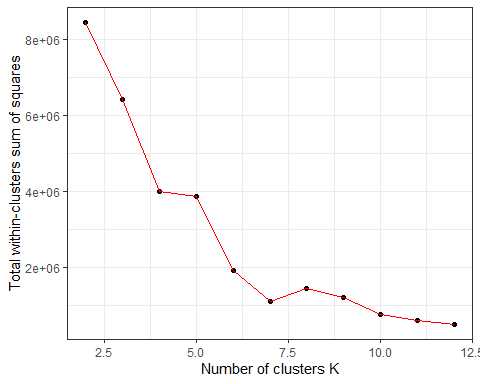 Total within-clusters sum of squares
8e+06
6e+06
4e+06
2e+06
2.5 5.0 7.5 10.0 12.5
Number of clusters K